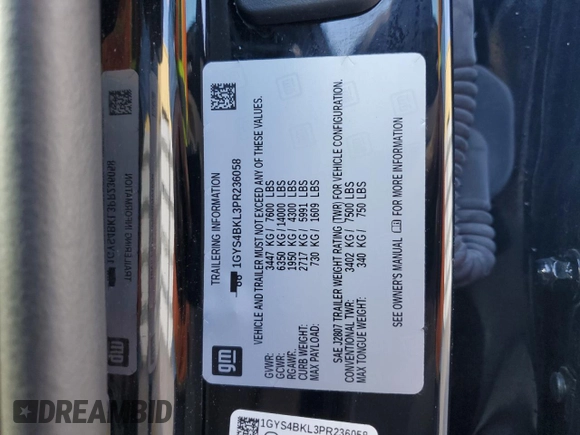 gm
TRAILERING INFORMATION
1GYS4BKL3PR236058
VEHICLE AND TRAILER MUST NOT EXCEED ANY OF THESE VALUES.
GVWR: 3447 KG / 7600 LBS
GCWR: 6350 KG / 14000 LBS
RGAWR: 1950 KG / 4300 LBS
CURB WEIGHT: 2717 KG / 5991 LBS
MAX PAYLOAD: 730 KG / 1609 LBS
SAE J2807 TRAILER WEIGHT RATING (TWR) FOR VEHICLE CONFIGURATION.
CONVENTIONAL TWR: 3402 KG / 7500 LBS
MAX TONGUE WEIGHT: 340 KG / 750 LBS
SEE OWNER'S MANUAL FOR MORE INFORMATION
1GYS4BKL3PR236058
DREAMBID